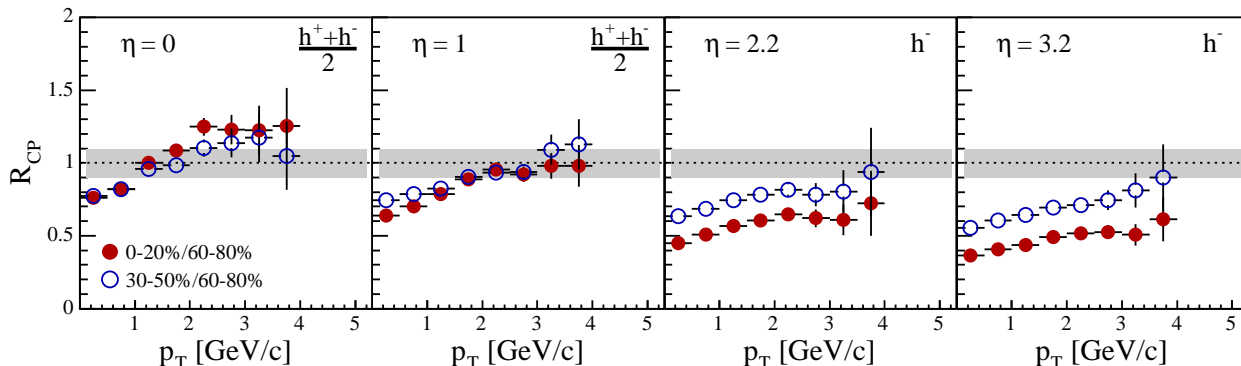 2
1.5
1
0.5
0
R_CP
η = 0
h⁺+h⁻
2
0-20%/60-80%
30-50%/60-80%
η = 1
h⁺+h⁻
2
η = 2.2
h⁻
η = 3.2
h⁻
1 2 3 4 5
1 2 3 4 5
1 2 3 4 5
1 2 3 4 5
p_T [GeV/c]
p_T [GeV/c]
p_T [GeV/c]
p_T [GeV/c]